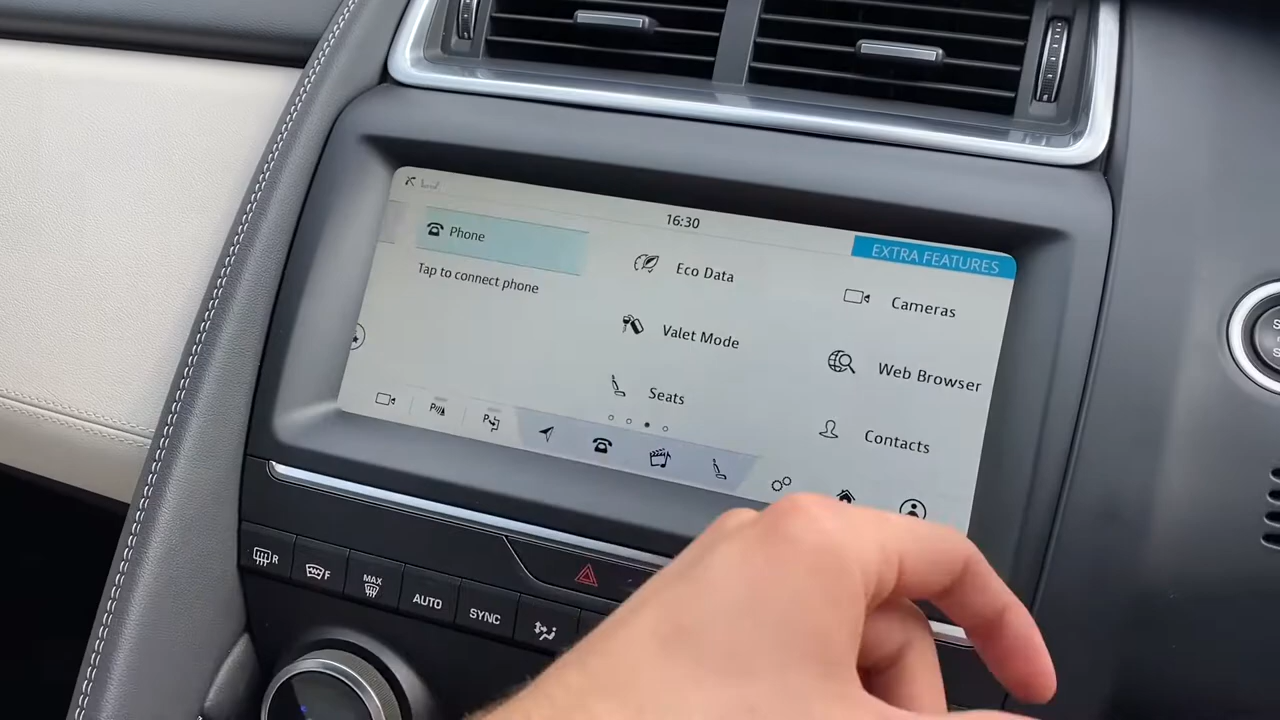 16:30
EXTRA FEATURES
Phone
Tap to connect phone
Eco Data
Valet Mode
Seats
Cameras
Web Browser
Contacts
R
F
MAX
AUTO
SYNC